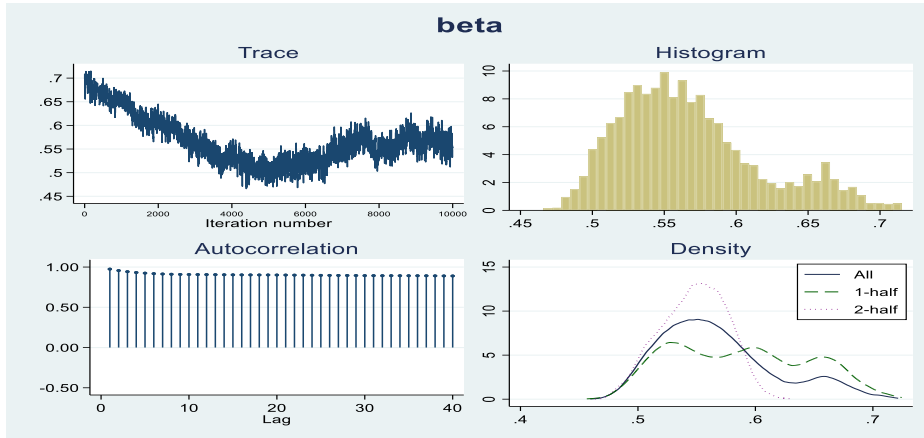 beta
Trace
.7
.65
.6
.55
.5
.45
0 2000 4000 6000 8000 10000
Iteration number
Histogram
10
8
6
4
2
0
.45 .5 .55 .6 .65 .7
Autocorrelation
1.00
0.50
0.00
-0.50
0 10 20 30 40
Lag
Density
15
10
5
0
.4 .5 .6 .7
All
1-half
2-half